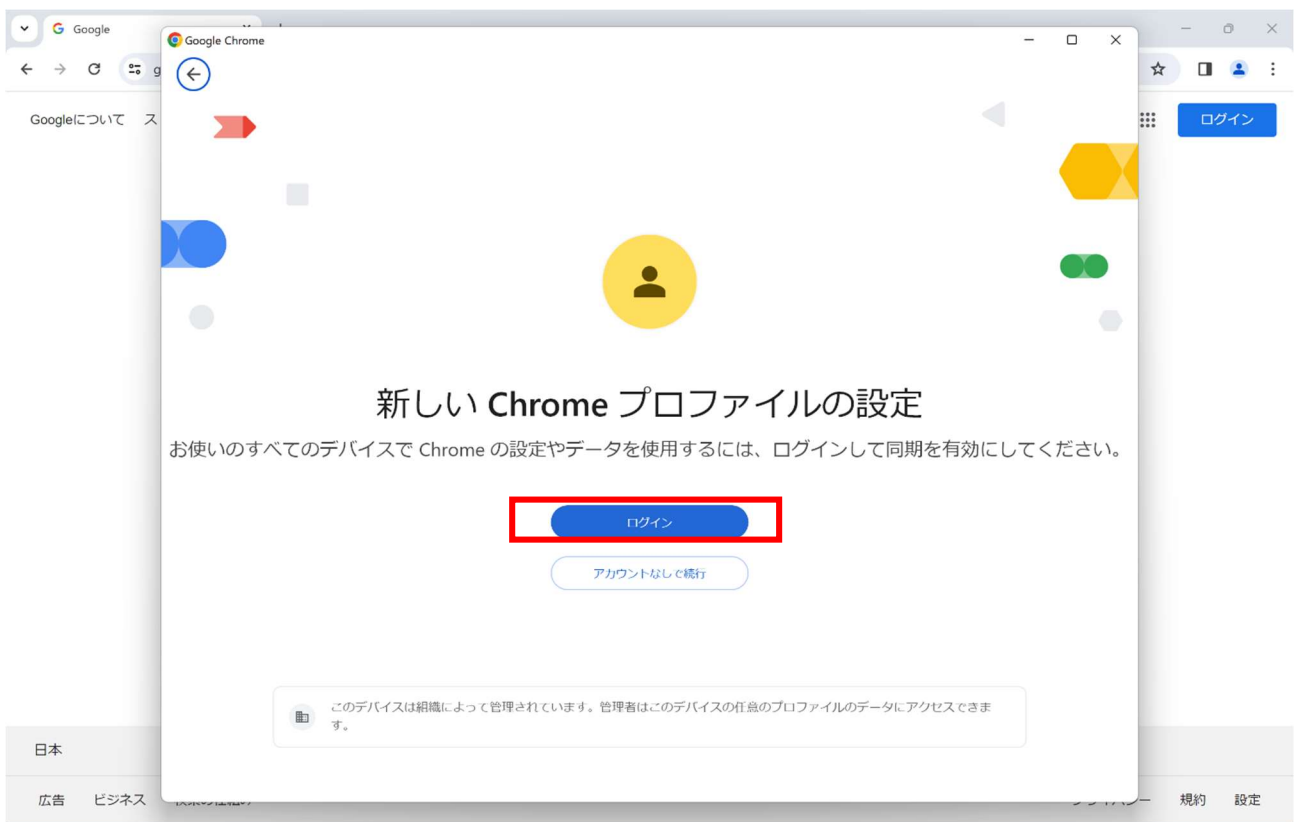 Google
Google Chrome
Googleについて ス
ログイン
新しい Chrome プロファイルの設定
お使いのすべてのデバイスで Chrome の設定やデータを使用するには、ログインして同期を有効にしてください。
ログイン
アカウントなしで続行
このデバイスは組織によって管理されています。管理者はこのデバイスの任意のプロファイルのデータにアクセスできま
す。
日本
広告 ビジネス 規約 設定